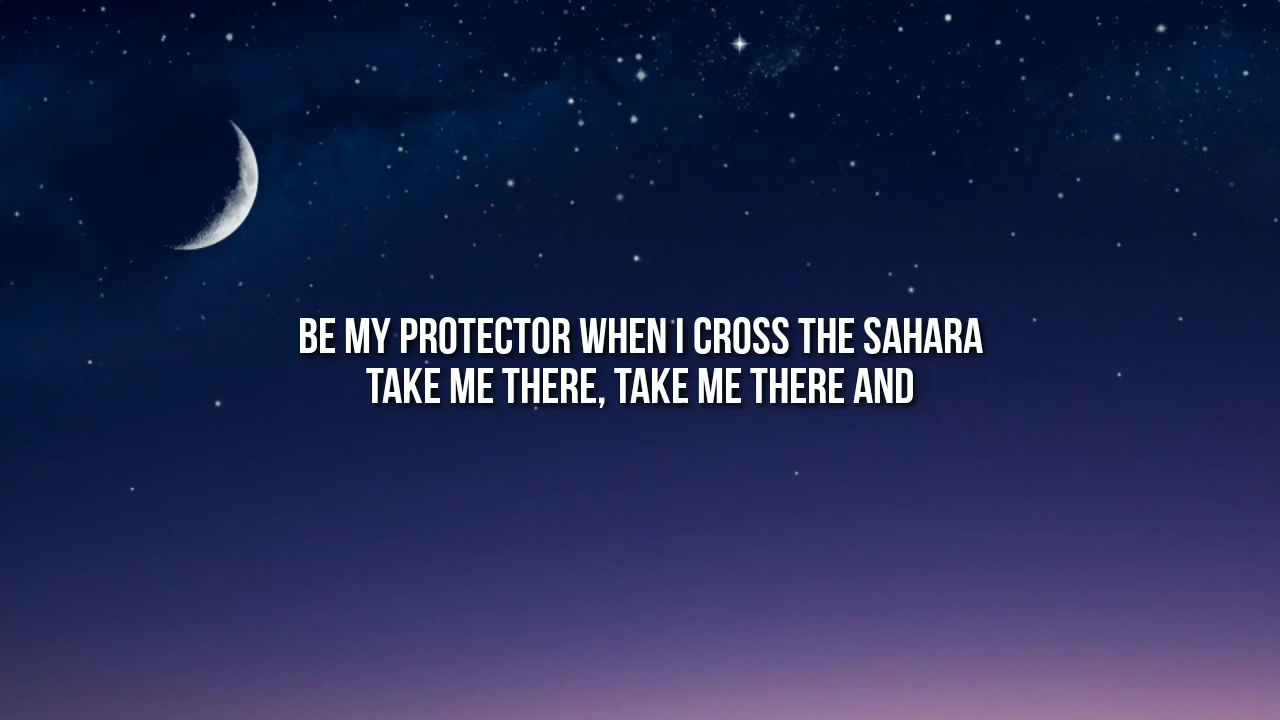 BE MY PROTECTOR WHEN I CROSS THE SAHARA
TAKE ME THERE, TAKE ME THERE AND